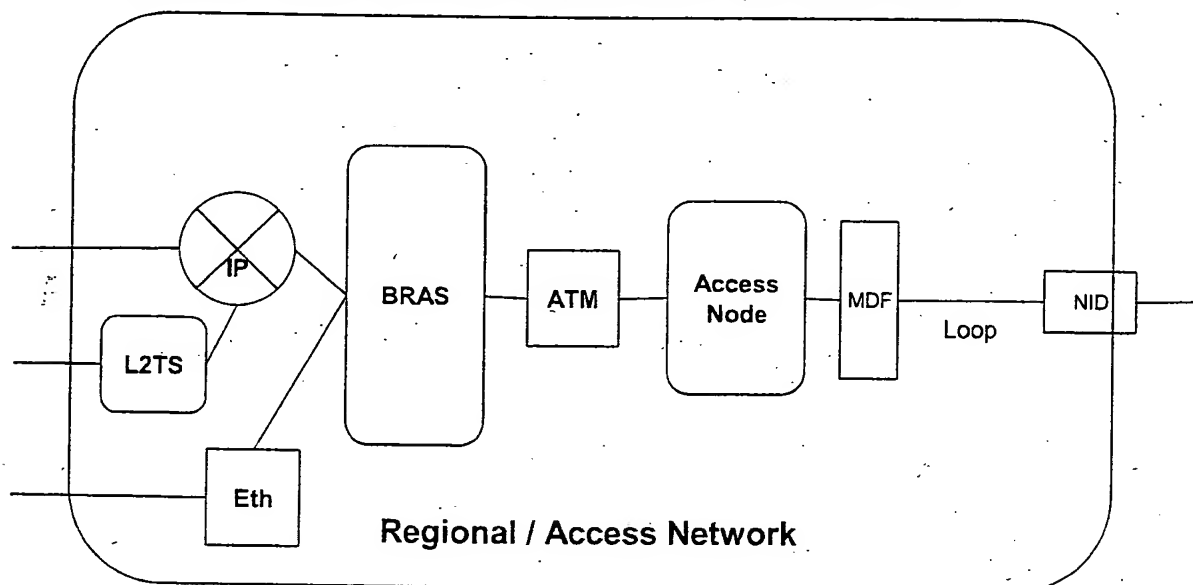 IP
BRAS
ATM
Access
Node
MDF
NID
Loop
L2TS
Eth
Regional / Access Network